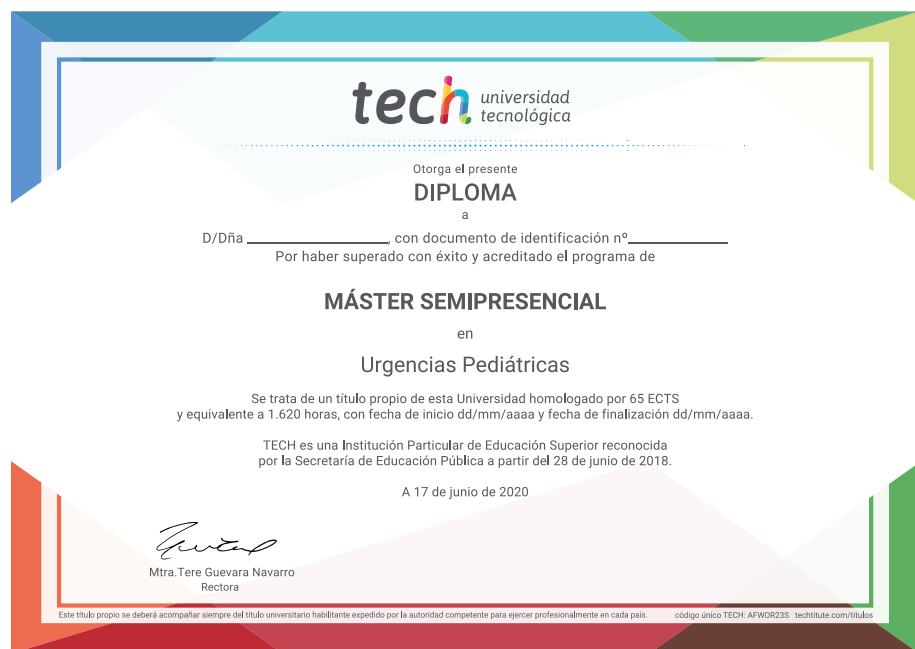 tech universidad
tecnológica
Otorga el presente
DIPLOMA
a
D/Dña ____________________, con documento de identificación nº______________
Por haber superado con éxito y acreditado el programa de
MÁSTER SEMIPRESENCIAL
en
Urgencias Pediátricas
Se trata de un título propio de esta Universidad homologado por 65 ECTS
y equivalente a 1.620 horas, con fecha de inicio dd/mm/aaaa y fecha de finalización dd/mm/aaaa.
TECH es una Institución Particular de Educación Superior reconocida
por la Secretaría de Educación Pública a partir del 28 de junio de 2018.
A 17 de junio de 2020
Mtra.Tere Guevara Navarro
Rectora
Este título propio se deberá acompañar siempre del título universitario habilitante expedido por la autoridad competente para ejercer profesionalmente en cada país. código único TECH: AFWOR23S techtitute.com/títulos